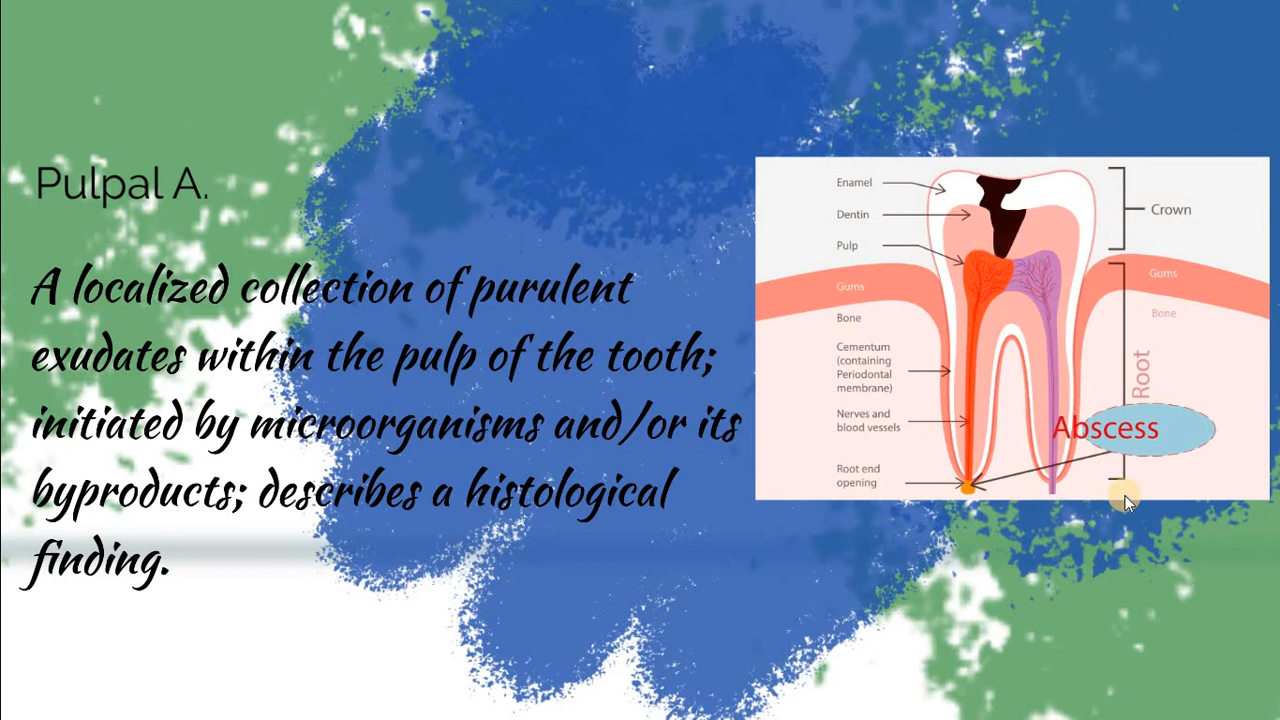 Pulpal A.
A localized collection of purulent
exudates within the pulp of the tooth;
initiated by microorganisms and/or its
byproducts; describes a histological
finding.
Enamel
Dentin
Pulp
Crown
Gums
Gums
Bone
Bone
Cementum
(containing
Periodontal
membrane)
Root
Nerves and
blood vessels
Abscess
Root end
opening